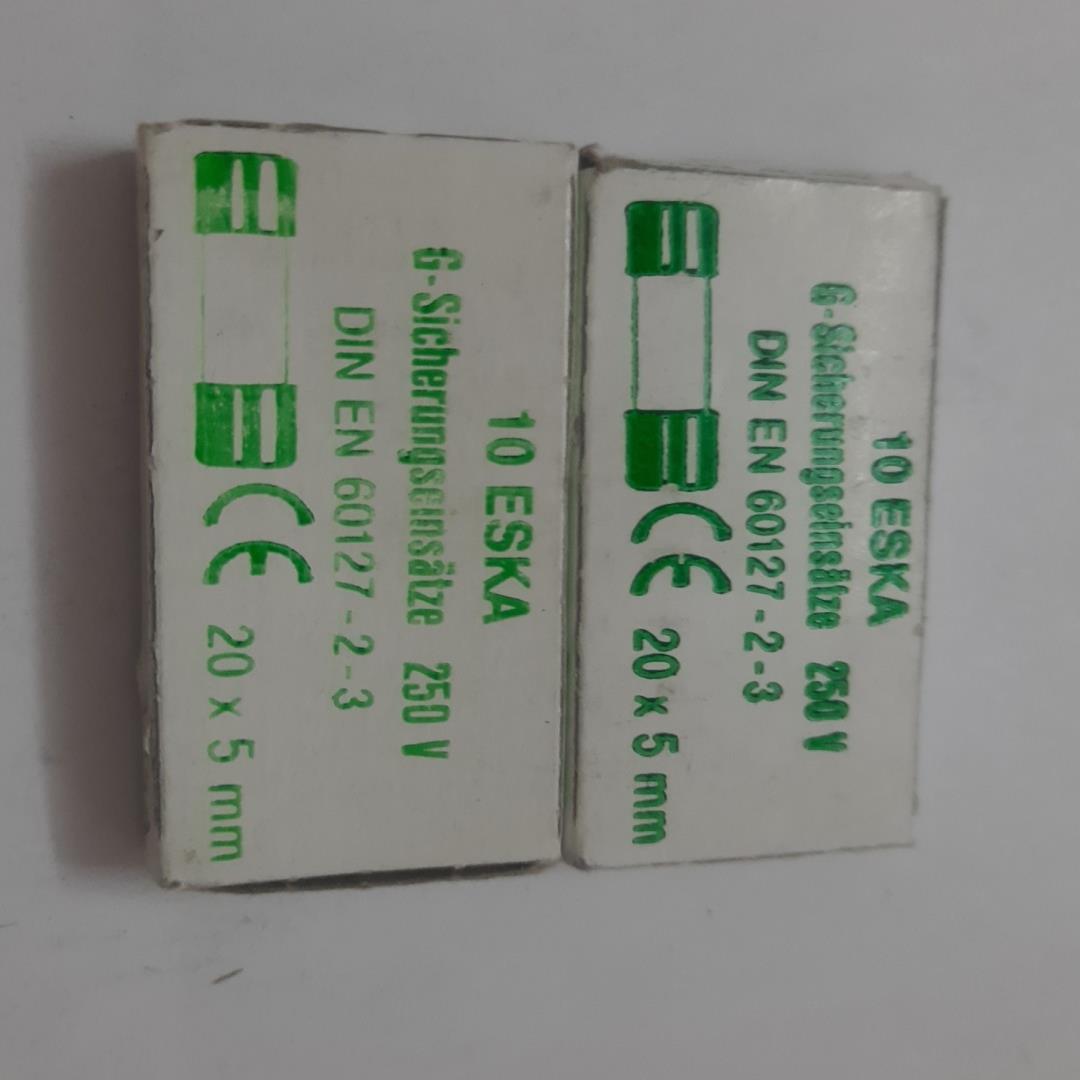 10 ESKA
G-Sicherungseinsätze 250 V
DIN EN 60127-2-3
CE 20 x 5 mm
10 ESKA
G-Sicherungseinsätze 250 V
DIN EN 60127-2-3
CE 20 x 5 mm